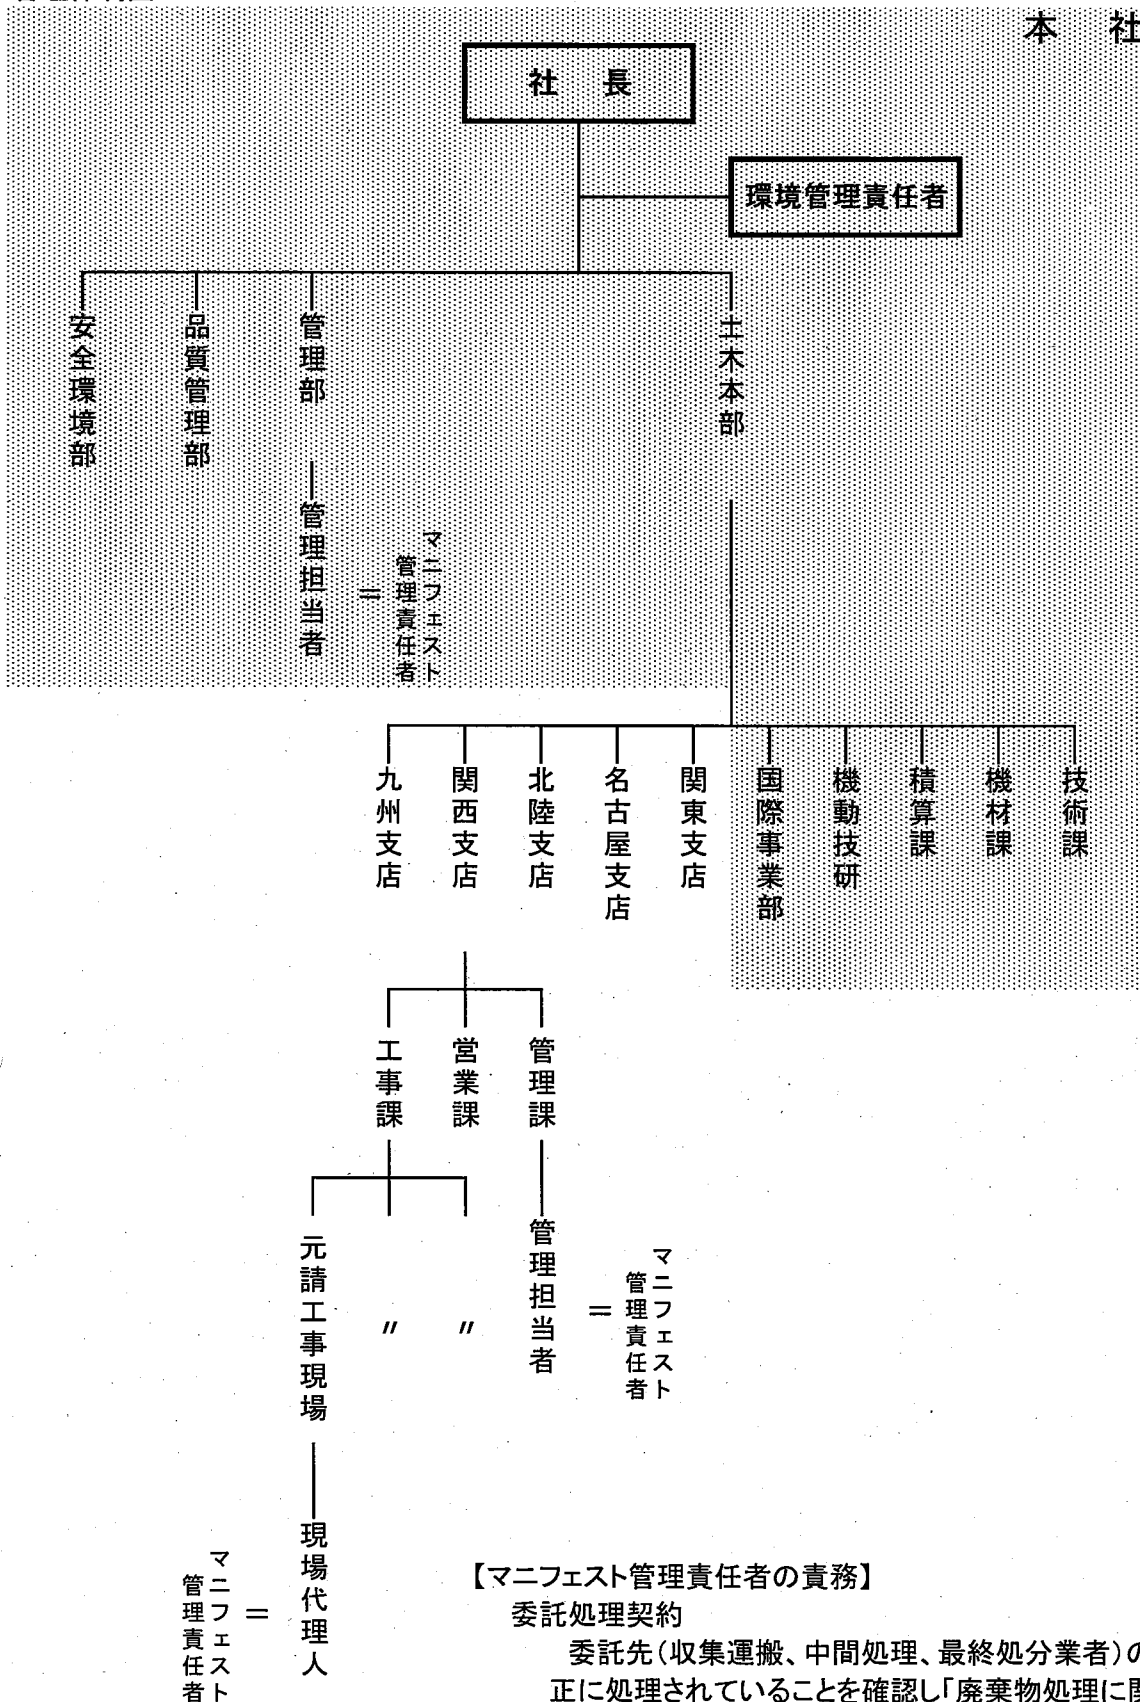 本 社
社 長
環境管理責任者
安全環境部
品質管理部
管理部
土木本部
管理担当者
=
マニフェスト
管理責任者
九州支店
関西支店
北陸支店
名古屋支店
関東支店
国際事業部
機動技研
積算課
機材課
技術課
工事課
営業課
管理課
元請工事現場
〃
〃
管理担当者
=
マニフェスト
管理責任者
現場代理人
=
マニフェスト
管理責任者
【マニフェスト管理責任者の責務】
委託処理契約
委託先(収集運搬、中間処理、最終処分業者)の
正に処理されていることを確認し「廃棄物処理に関